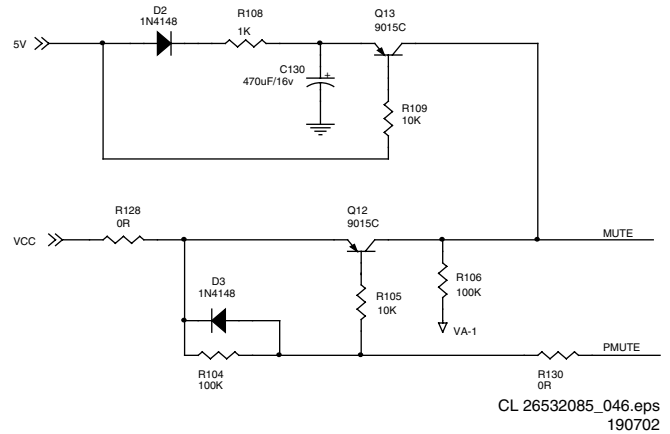 D2
1N4148
R108
1K
Q13
9015C
5V
C130
470uF/16v
+
R109
10K
R128
0R
Q12
9015C
VCC
MUTE
D3
1N4148
R105
10K
R106
100K
VA-1
R104
100K
R130
0R
PMUTE
CL 26532085_046.eps
190702